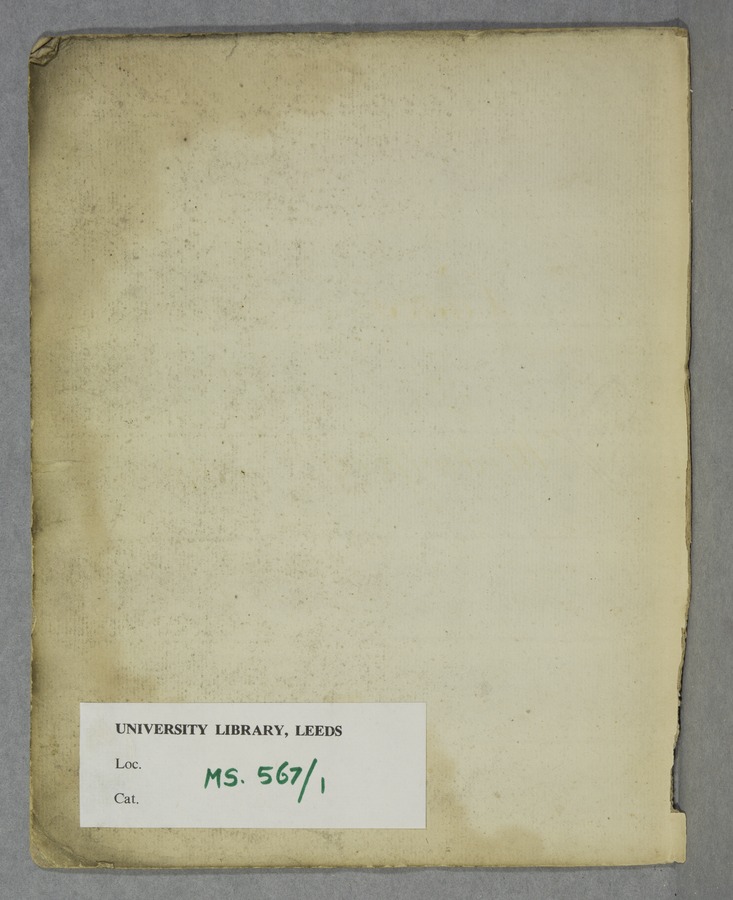 UNIVERSITY LIBRARY, LEEDS
Loc.
MS. 567/1
Cat.